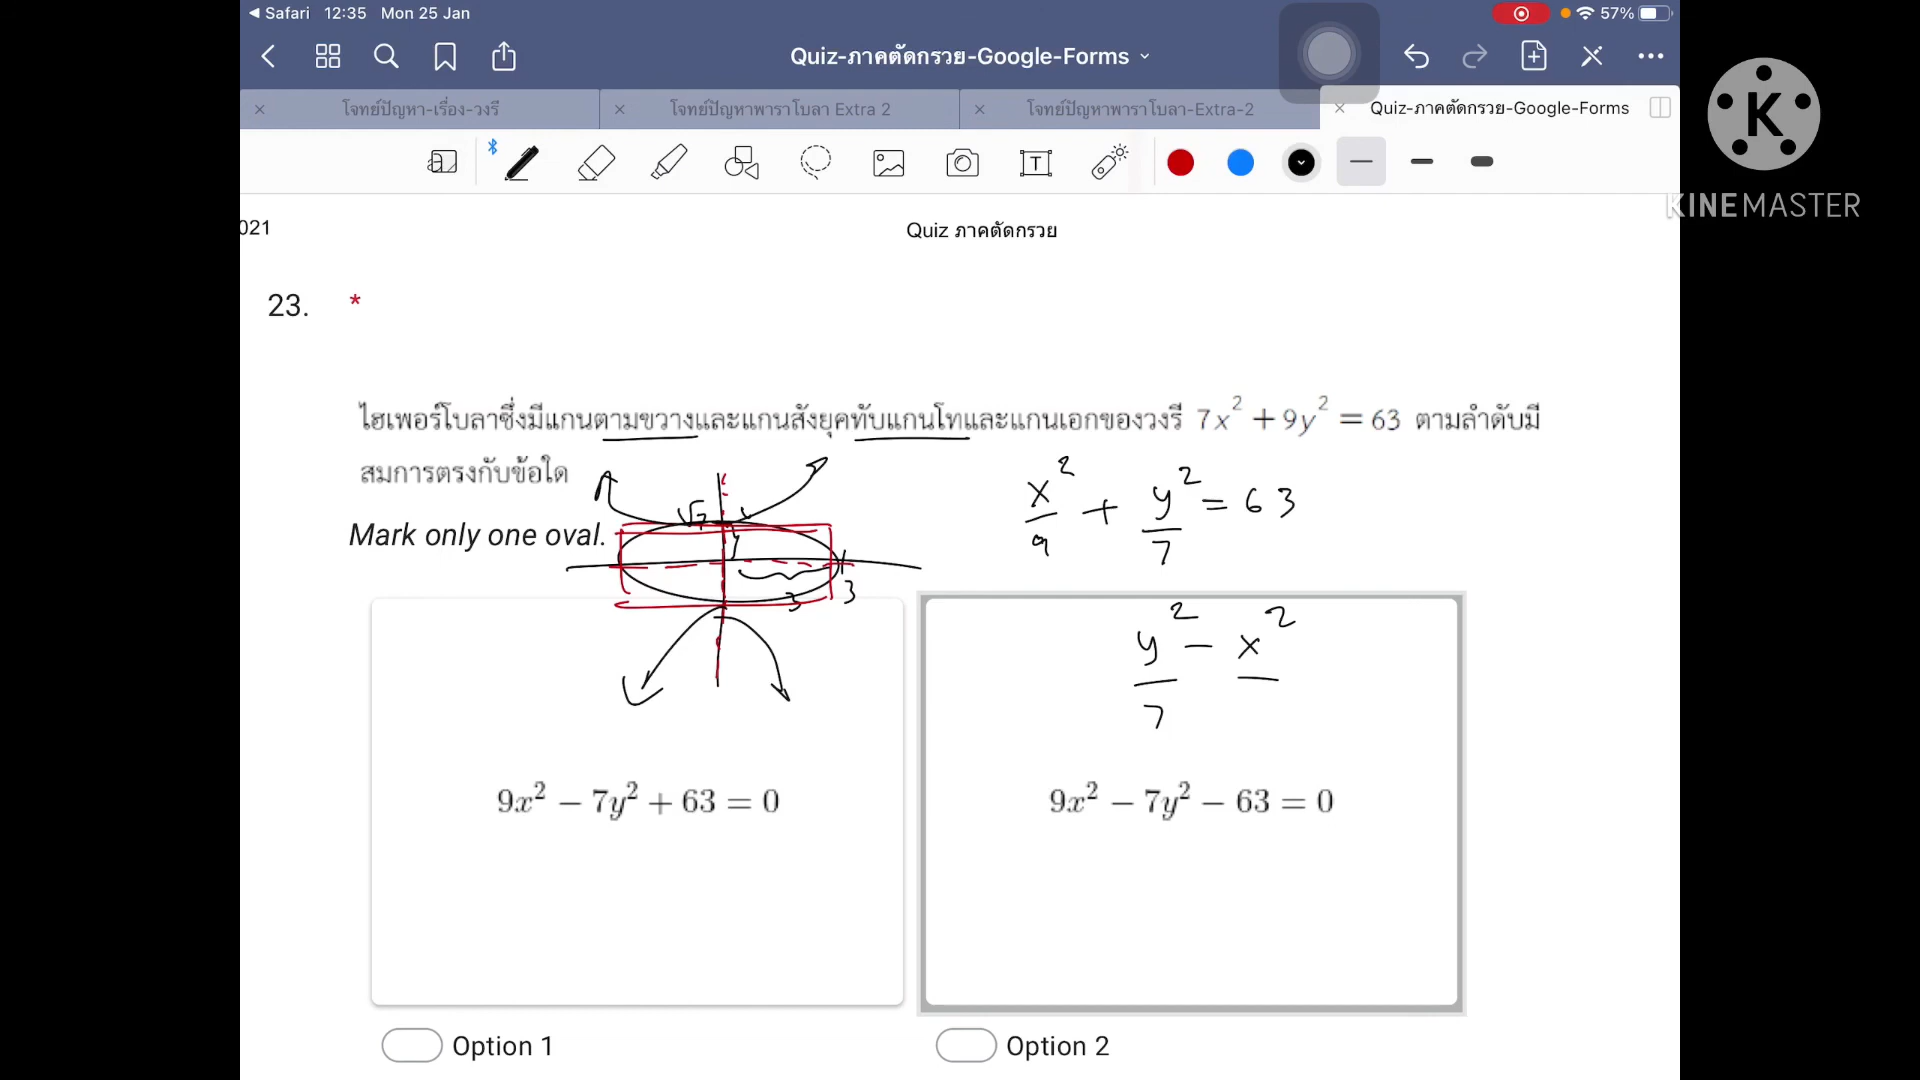 Safari 12:35 Mon 25 Jan 57%
Quiz-ภาคตัดกรวย-Google-Forms
โจทย์ปัญหา-เรื่อง-วงรี
โจทย์ปัญหาพาราโบลา Extra 2
โจทย์ปัญหาพาราโบลา-Extra-2
Quiz-ภาคตัดกรวย-Google-Forms
K
KINEMASTER
021
Quiz ภาคตัดกรวย
23. *
ไฮเพอร์โบลาซึ่งมีแกนตามขวางและแกนสังยุคทับแกนโทและแกนเอกของวงรี 7x² + 9y² = 63 ตามลำดับมี
สมการตรงกับข้อใด
Mark only one oval.
√7
3
3
x²/9 + y²/7 = 63
y²/7 − x²
9x² − 7y² + 63 = 0
9x² − 7y² − 63 = 0
Option 1
Option 2